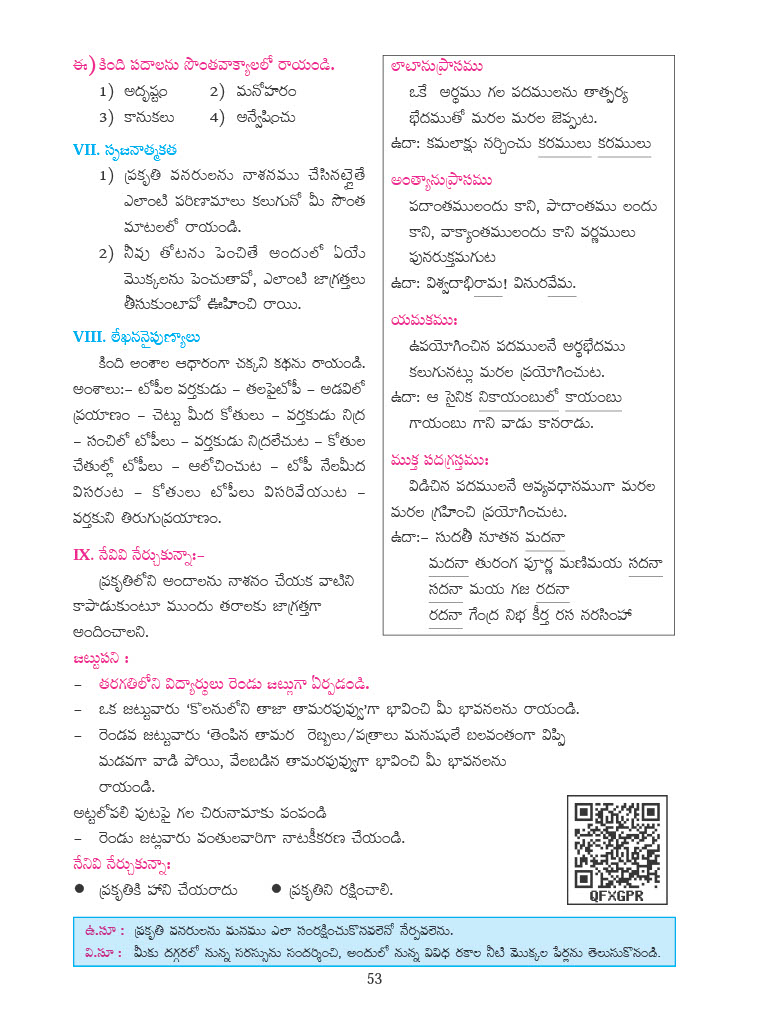 ఈ) కింది పదాలను సొంతవాక్యాలలో రాయండి.
1) అదృష్టం 2) మనోహరం
3) కానుకలు 4) అన్వేషించు
VII. సృజనాత్మకత
1) ప్రకృతి వనరులను నాశనము చేసినట్లైతే
ఎలాంటి పరిణామాలు కలుగునో మీ సొంత
మాటలలో రాయండి.
2) నీవు తోటను పెంచితే అందులో ఏయే
మొక్కలను పెంచుతావో, ఎలాంటి జాగ్రత్తలు
తీసుకుంటావో ఊహించి రాయి.
VIII. లేఖననైపుణ్యాలు
కింది అంశాల ఆధారంగా చక్కని కథను రాయండి.
అంశాలు:– టోపీల వర్తకుడు – తలపైటోపీ – అడవిలో
ప్రయాణం – చెట్టు మీద కోతులు – వర్తకుడు నిద్ర
– సంచిలో టోపీలు – వర్తకుడు నిద్రలేచుట – కోతుల
చేతుల్లో టోపీలు – ఆలోచించుట – టోపీ నేలమీద
విసరుట – కోతులు టోపీలు విసరివేయుట –
వర్తకుని తిరుగుప్రయాణం.
IX. నేనివి నేర్చుకున్నా:–
ప్రకృతిలోని అందాలను నాశనం చేయక వాటిని
కాపాడుకుంటూ ముందు తరాలకు జాగ్రత్తగా
అందించాలని.
లాటానుప్రాసము
ఒకే అర్థము గల పదములను తాత్పర్య
భేదముతో మరల మరల జెప్పుట.
ఉదా: కమలాక్షు నర్చించు కరములు కరములు
అంత్యానుప్రాసము
పదాంతములందు కాని, పాదాంతము లందు
కాని, వాక్యాంతములందు కాని వర్ణములు
పునరుక్తమగుట
ఉదా: విశ్వదాభిరామ! వినురవేమ.
యమకము:
ఉపయోగించిన పదములనే అర్థభేదము
కలుగునట్లు మరల ప్రయోగించుట.
ఉదా: ఆ సైనిక నికాయంబులో కాయంబు
గాయంబు గాని వాడు కానరాడు.
ముక్త పదగ్రస్తము:
విడిచిన పదములనే అవ్యవధానముగా మరల
మరల గ్రహించి ప్రయోగించుట.
ఉదా:– సుదతీ నూతన మదనా
మదనా తురంగ పూర్ణ మణిమయ సదనా
సదనా మయ గజ రదనా
రదనా గేంద్ర నిభ కీర్త రస నరసింహా
జట్టుపని :
– తరగతిలోని విద్యార్థులు రెండు జట్లుగా ఏర్పడండి.
– ఒక జట్టువారు ‘కొలనులోని తాజా తామరపువ్వు’గా భావించి మీ భావనలను రాయండి.
– రెండవ జట్టువారు ‘తెంపిన తామర రెబ్బలు/పత్రాలు మనుషులే బలవంతంగా విప్పి
మడవగా వాడి పోయి, వేలబడిన తామరపువ్వుగా భావించి మీ భావనలను
రాయండి.
అట్టలోపలి పుటపై గల చిరునామాకు పంపండి
– రెండు జట్లవారు వంతులవారిగా నాటకీకరణ చేయండి.
నేనివి నేర్చుకున్నా:
● ప్రకృతికి హాని చేయరాదు ● ప్రకృతిని రక్షించాలి.
QFXGPR
ఉ.సూ : ప్రకృతి వనరులను మనము ఎలా సంరక్షించుకొనవలెనో నేర్పవలెను.
వి.సూ : మీకు దగ్గరలో నున్న సరస్సును సందర్శించి, అందులో నున్న వివిధ రకాల నీటి మొక్కల పేర్లను తెలుసుకొనండి.
53